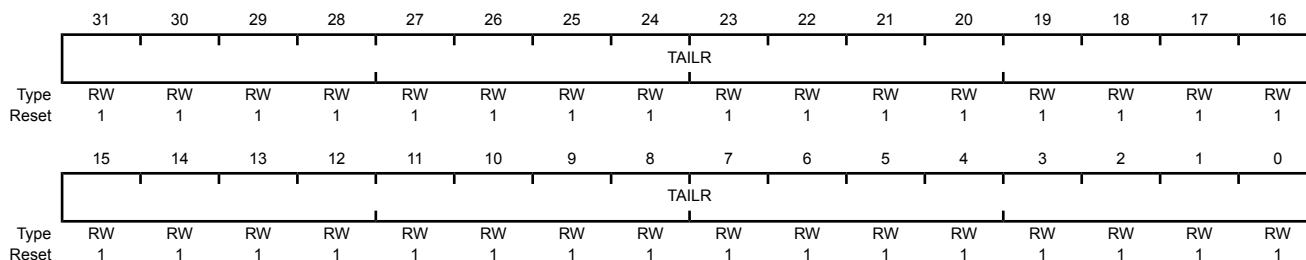 31 30 29 28 27 26 25 24 23 22 21 20 19 18 17 16
TAILR
Type RW RW RW RW RW RW RW RW RW RW RW RW RW RW RW RW
Reset 1 1 1 1 1 1 1 1 1 1 1 1 1 1 1 1
15 14 13 12 11 10 9 8 7 6 5 4 3 2 1 0
TAILR
Type RW RW RW RW RW RW RW RW RW RW RW RW RW RW RW RW
Reset 1 1 1 1 1 1 1 1 1 1 1 1 1 1 1 1